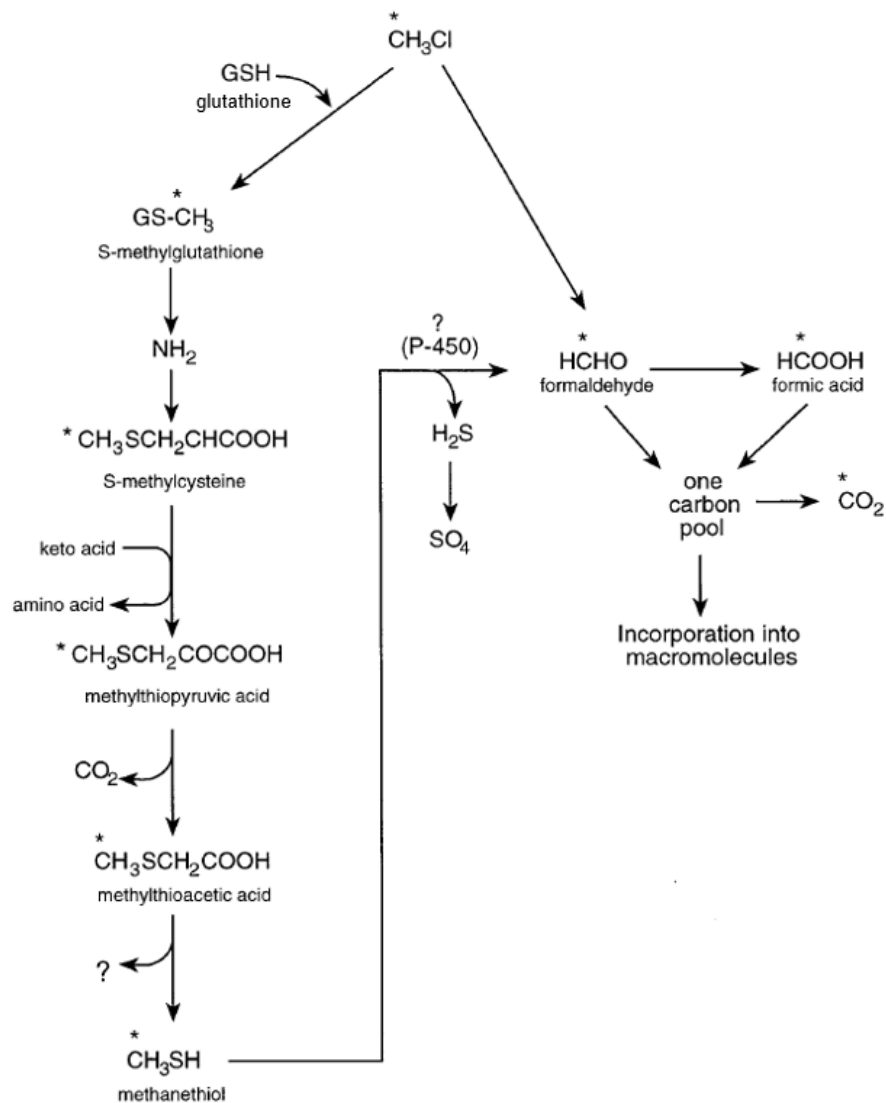 *
CH3Cl
GSH
glutathione
*
GS-CH3
S-methylglutathione
NH2
* CH3SCH2CHCOOH
S-methylcysteine
keto acid
amino acid
* CH3SCH2COCOOH
methylthiopyruvic acid
CO2
*
CH3SCH2COOH
methylthioacetic acid
?
*
CH3SH
methanethiol
?
(P-450)
H2S
SO4
*
HCHO
formaldehyde
*
HCOOH
formic acid
one
carbon
pool
*
CO2
Incorporation into
macromolecules